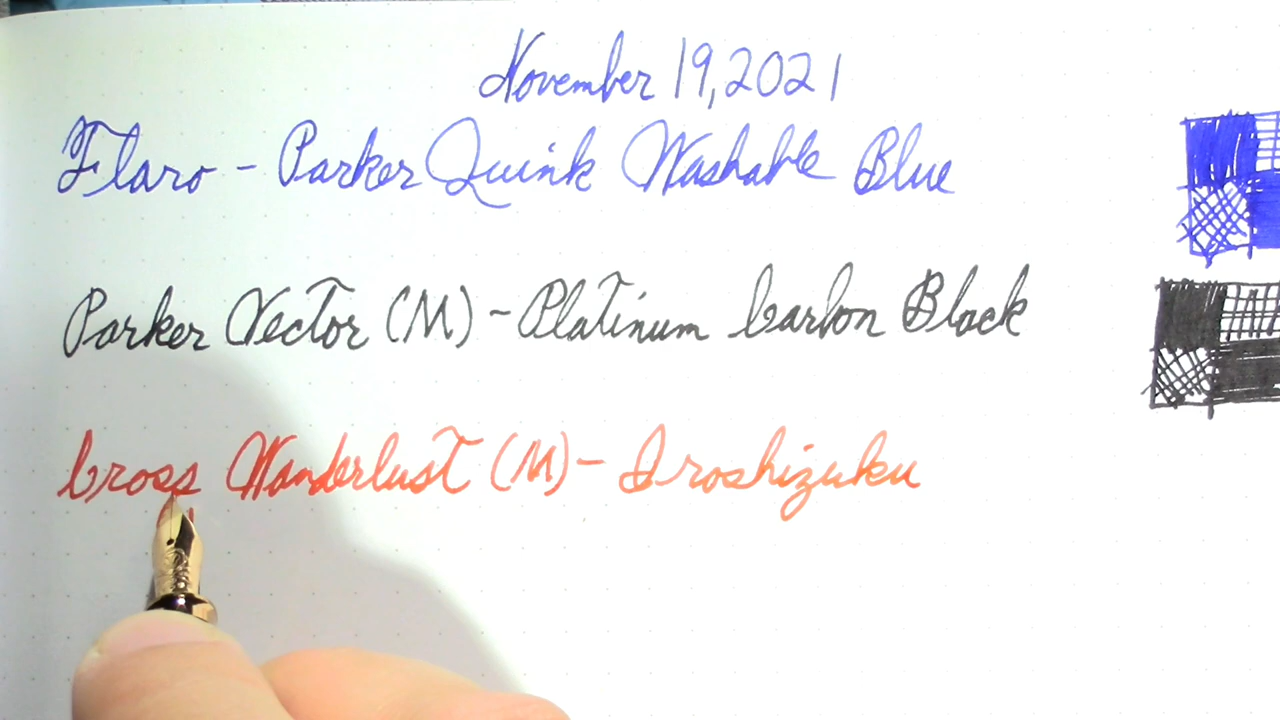 November 19, 2021
Flaro - Parker Quink Washable Blue
Parker Vector (M) - Platinum Carbon Black
Cross Wanderlust (M) - Iroshizuku